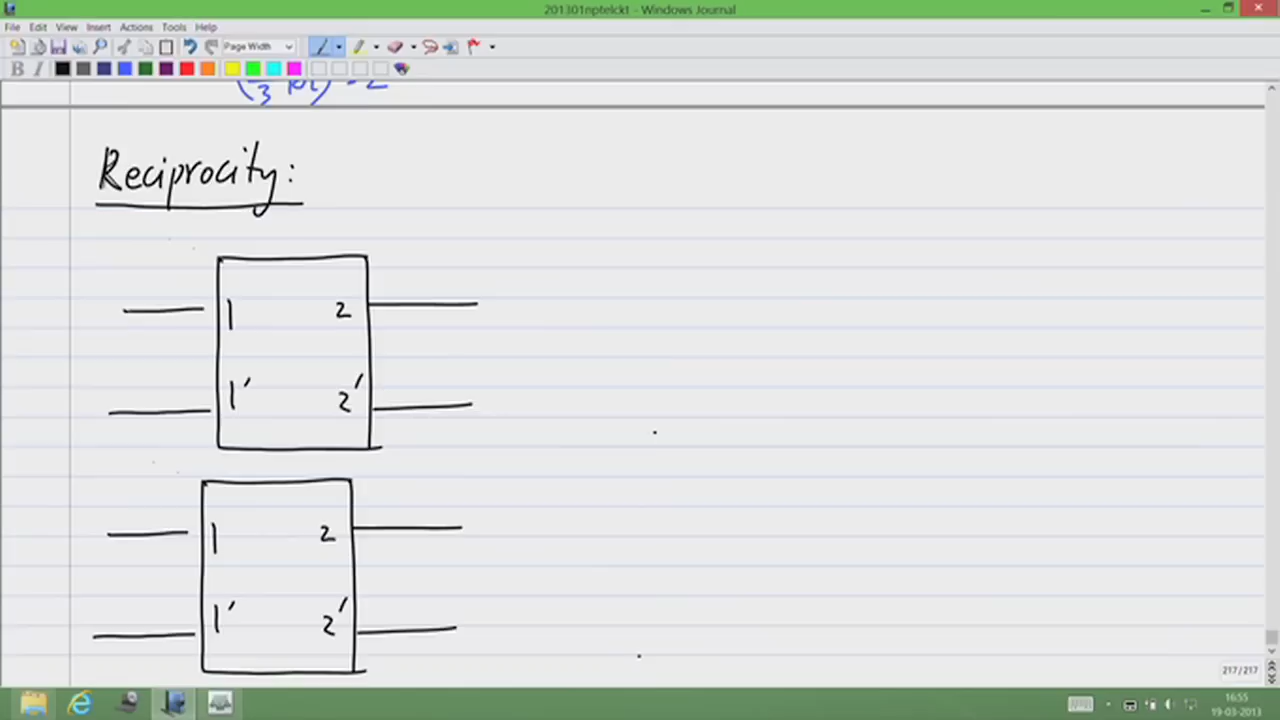 201301nptelckt - Windows Journal
File Edit View Insert Actions Tools Help
Page Width
B I
Reciprocity:
1 2
1' 2'
1 2
1' 2'
217/217
16:55
19-03-2013